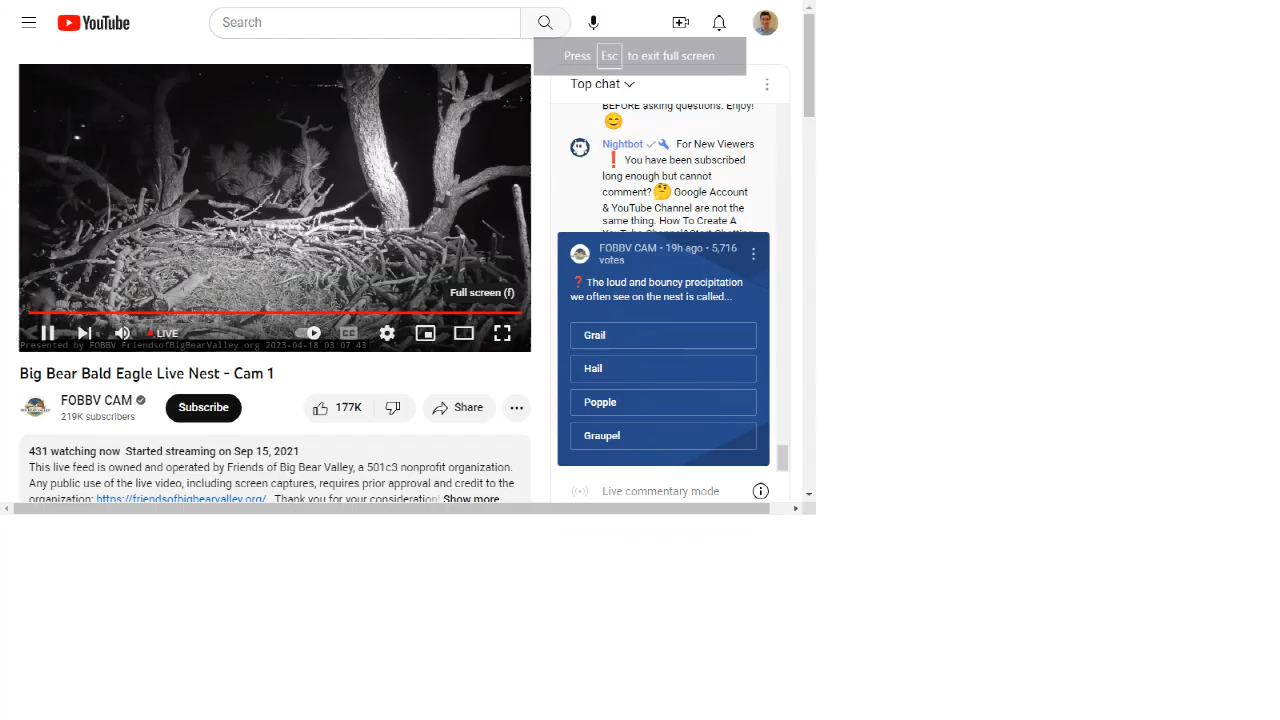 YouTube
Search
Press Esc to exit full screen
Top chat
BEFORE asking questions. Enjoy!
Nightbot For New Viewers
❗ You have been subscribed
long enough but cannot
comment?🤔 Google Account
& YouTube Channel are not the
same thing. How To Create A
YouTube Channel&Start Chatting
FOBBV CAM • 19h ago • 5,716
votes
❓The loud and bouncy precipitation
we often see on the nest is called...
Grail
Hail
Popple
Graupel
Live commentary mode
Full screen (f)
LIVE
CC
Presented by FOBBV FriendsofBigBearValley.org 2023-04-18 03:07:43
Big Bear Bald Eagle Live Nest - Cam 1
FOBBV CAM
219K subscribers
Subscribe
177K
Share
431 watching now Started streaming on Sep 15, 2021
This live feed is owned and operated by Friends of Big Bear Valley, a 501c3 nonprofit organization.
Any public use of the live video, including screen captures, requires prior approval and credit to the
organization: https://friendsofbigbearvalley.org/ . Thank you for your consideration! Show more